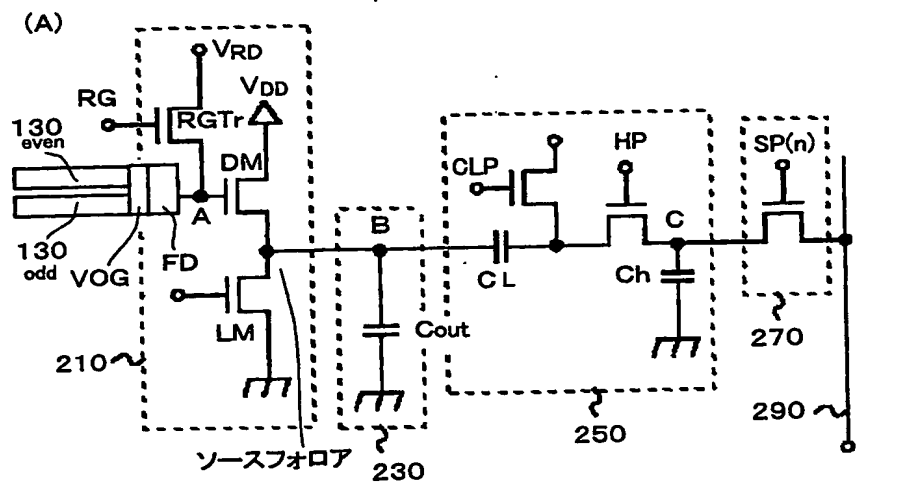 (A)
VRD
VDD
RG
RGTr
130
even
DM
A
130
odd
VOG
FD
LM
210
B
Cout
230
ソースフォロア
CLP
HP
C
CL
Ch
250
SP(n)
270
290